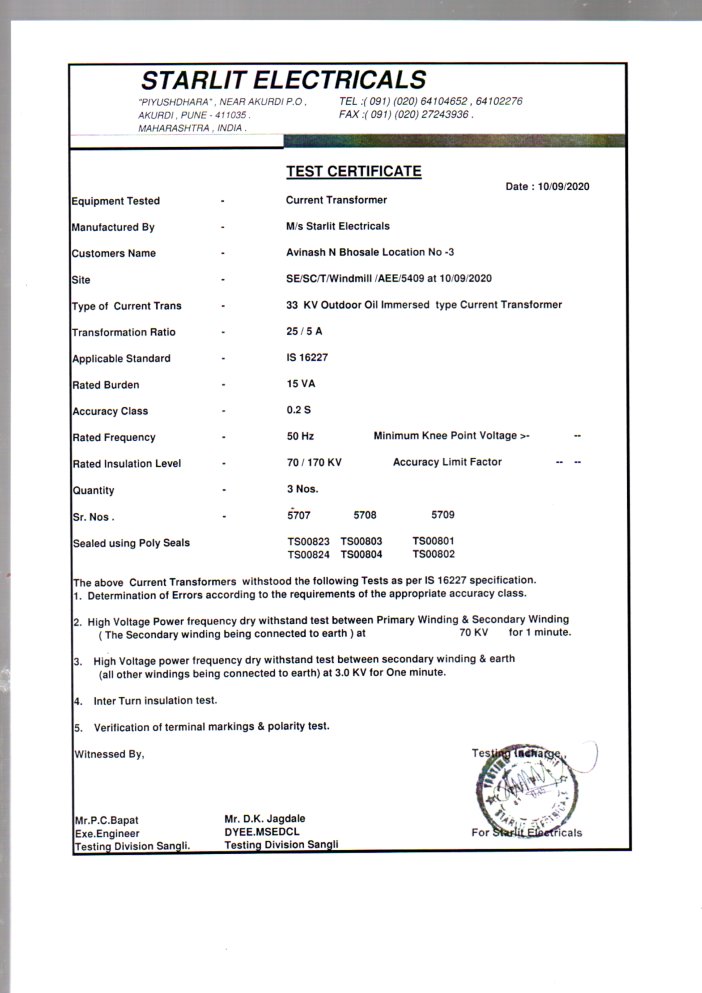 STARLIT ELECTRICALS
"PIYUSHDHARA" , NEAR AKURDI P.O , TEL :( 091) (020) 64104652 , 64102276
AKURDI , PUNE - 411035 . FAX :( 091) (020) 27243936 .
MAHARASHTRA , INDIA .
TEST CERTIFICATE
Date : 10/09/2020
Equipment Tested - Current Transformer
Manufactured By - M/s Starlit Electricals
Customers Name - Avinash N Bhosale Location No -3
Site - SE/SC/T/Windmill /AEE/5409 at 10/09/2020
Type of Current Trans - 33 KV Outdoor Oil Immersed type Current Transformer
Transformation Ratio - 25 / 5 A
Applicable Standard - IS 16227
Rated Burden - 15 VA
Accuracy Class - 0.2 S
Rated Frequency - 50 Hz Minimum Knee Point Voltage >- --
Rated Insulation Level - 70 / 170 KV Accuracy Limit Factor -- --
Quantity - 3 Nos.
Sr. Nos . - 5707 5708 5709
Sealed using Poly Seals TS00823 TS00803 TS00801
TS00824 TS00804 TS00802
The above Current Transformers withstood the following Tests as per IS 16227 specification.
1. Determination of Errors according to the requirements of the appropriate accuracy class.
2. High Voltage Power frequency dry withstand test between Primary Winding & Secondary Winding
( The Secondary winding being connected to earth ) at 70 KV for 1 minute.
3. High Voltage power frequency dry withstand test between secondary winding & earth
(all other windings being connected to earth) at 3.0 KV for One minute.
4. Inter Turn insulation test.
5. Verification of terminal markings & polarity test.
Witnessed By, Testing Incharge,
Mr.P.C.Bapat Mr. D.K. Jagdale
Exe.Engineer DYEE.MSEDCL For Starlit Electricals
Testing Division Sangli. Testing Division Sangli